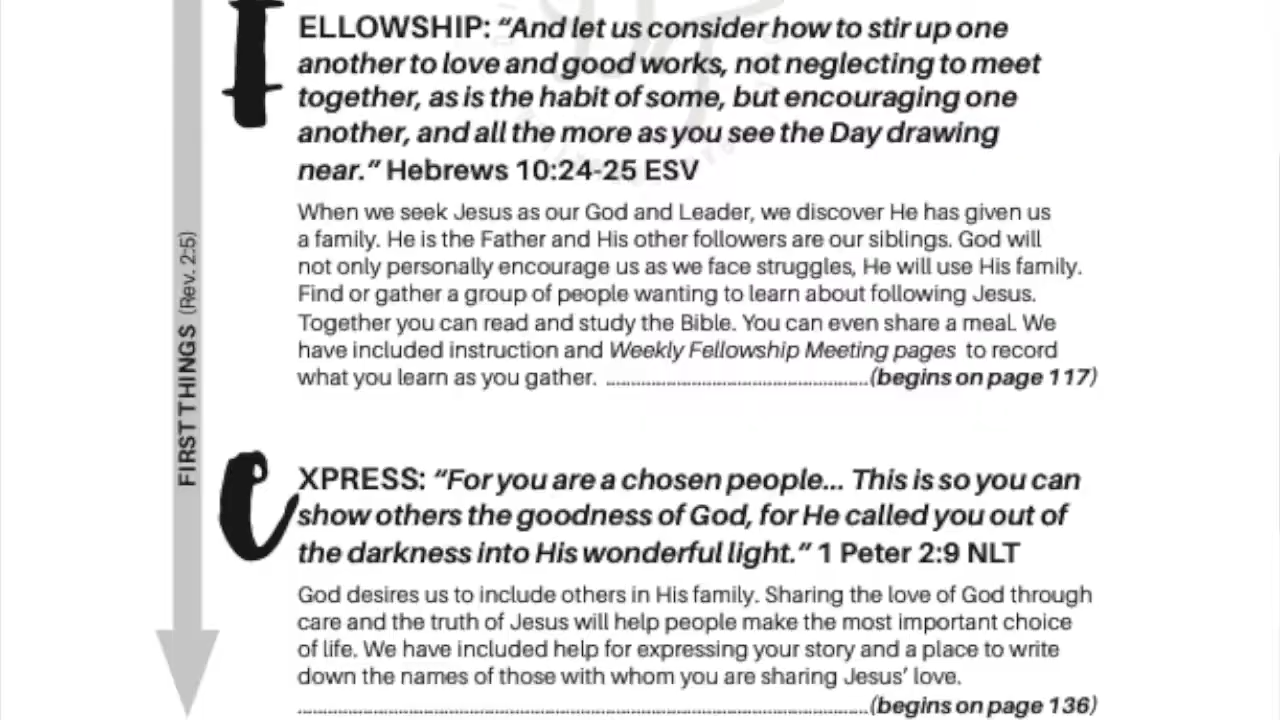 FELLOWSHIP: “And let us consider how to stir up one
another to love and good works, not neglecting to meet
together, as is the habit of some, but encouraging one
another, and all the more as you see the Day drawing
near.” Hebrews 10:24-25 ESV
When we seek Jesus as our God and Leader, we discover He has given us
a family. He is the Father and His other followers are our siblings. God will
not only personally encourage us as we face struggles, He will use His family.
Find or gather a group of people wanting to learn about following Jesus.
Together you can read and study the Bible. You can even share a meal. We
have included instruction and Weekly Fellowship Meeting pages to record
what you learn as you gather. ........................................(begins on page 117)
FIRST THINGS (Rev. 2:5)
eXPRESS: “For you are a chosen people... This is so you can
show others the goodness of God, for He called you out of
the darkness into His wonderful light.” 1 Peter 2:9 NLT
God desires us to include others in His family. Sharing the love of God through
care and the truth of Jesus will help people make the most important choice
of life. We have included help for expressing your story and a place to write
down the names of those with whom you are sharing Jesus’ love.
........................................(begins on page 136)